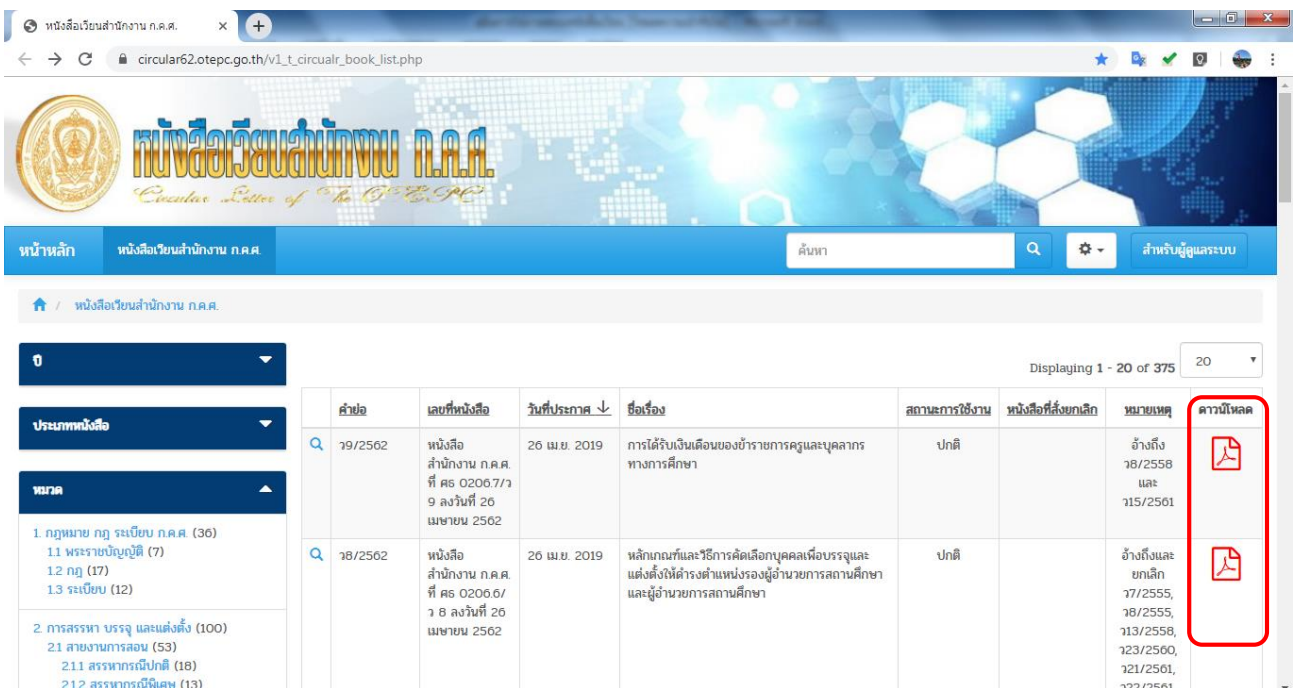 หนังสือเวียนสำนักงาน ก.ค.ศ.
circular62.otepc.go.th/v1_t_circualr_book_list.php
หนังสือเวียนสำนักงาน ก.ค.ศ.
Circular Letter of The OTEPC
หน้าหลัก
หนังสือเวียนสำนักงาน ก.ค.ศ.
ค้นหา
สำหรับผู้ดูแลระบบ
/ หนังสือเวียนสำนักงาน ก.ค.ศ.
ปี
ประเภทหนังสือ
หมวด
1. กฎหมาย กฎ ระเบียบ ก.ค.ศ. (36)
1.1 พระราชบัญญัติ (7)
1.2 กฎ (17)
1.3 ระเบียบ (12)
2. การสรรหา บรรจุ และแต่งตั้ง (100)
2.1 สายงานการสอน (53)
2.1.1 สรรหากรณีปกติ (18)
2.1.2 สรรหากรณีพิเศษ (13)
Displaying 1 - 20 of 375
20
คำย่อ
เลขที่หนังสือ
วันที่ประกาศ
ชื่อเรื่อง
สถานะการใช้งาน
หนังสือที่สั่งยกเลิก
หมายเหตุ
ดาวน์โหลด
ว9/2562
หนังสือ
สำนักงาน ก.ค.ศ.
ที่ ศธ 0206.7/ว
9 ลงวันที่ 26
เมษายน 2562
26 เม.ย. 2019
การได้รับเงินเดือนของข้าราชการครูและบุคลากร
ทางการศึกษา
ปกติ
อ้างถึง
ว8/2558
และ
ว15/2561
ว8/2562
หนังสือ
สำนักงาน ก.ค.ศ.
ที่ ศธ 0206.6/
ว 8 ลงวันที่ 26
เมษายน 2562
26 เม.ย. 2019
หลักเกณฑ์และวิธีการคัดเลือกบุคคลเพื่อบรรจุและ
แต่งตั้งให้ดำรงตำแหน่งรองผู้อำนวยการสถานศึกษา
และผู้อำนวยการสถานศึกษา
ปกติ
อ้างถึงและ
ยกเลิก
ว7/2555,
ว8/2555,
ว13/2558,
ว23/2560,
ว21/2561,
ว22/2561